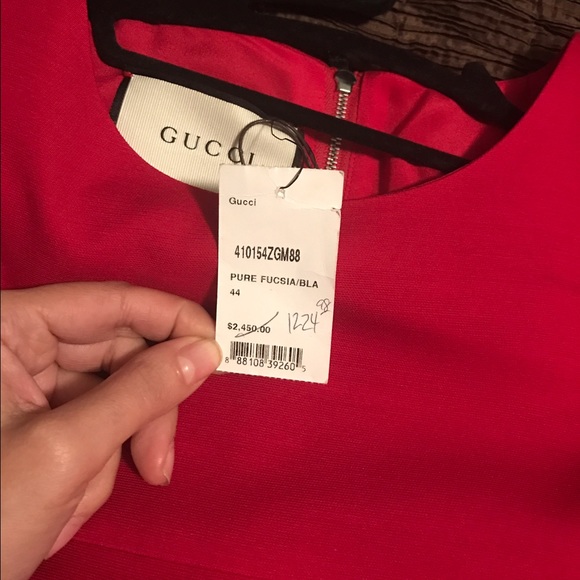 GUCCI
Gucci
410154ZGM88
PURE FUCSIA/BLA
44
$2,450.00 1224 98
8 88108 39260 5